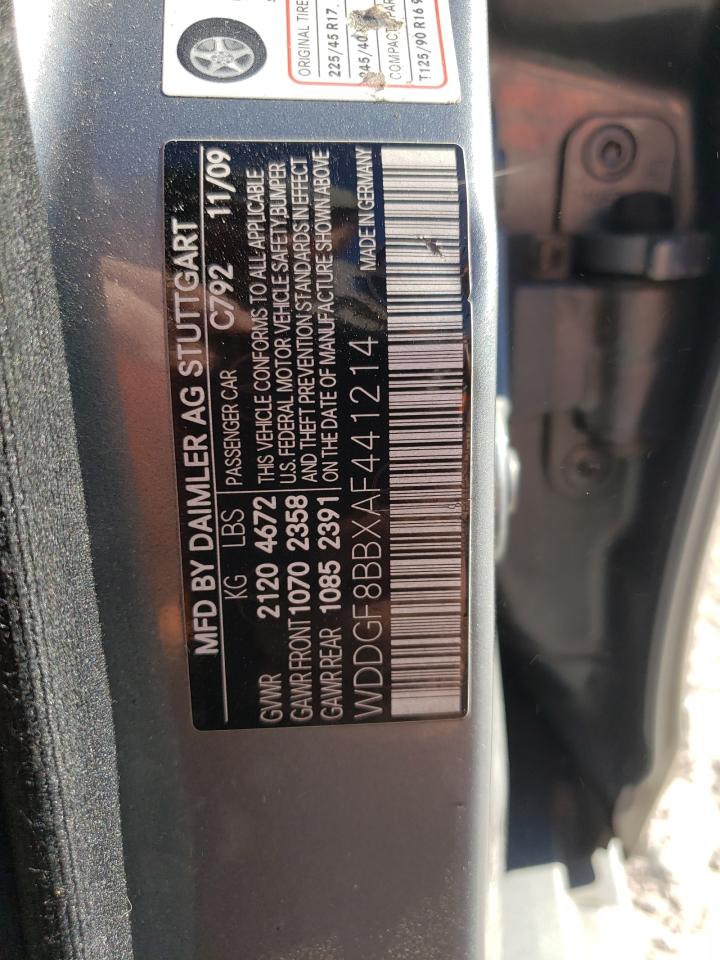 MFD BY DAIMLER AG STUTTGART
KG LBS C792 11/09
PASSENGER CAR
GVWR 2120 4672 THIS VEHICLE CONFORMS TO ALL APPLICABLE
GAWR FRONT 1070 2358 U.S. FEDERAL MOTOR VEHICLE SAFETY, BUMPER
AND THEFT PREVENTION STANDARDS IN EFFECT
GAWR REAR 1085 2391 ON THE DATE OF MANUFACTURE SHOWN ABOVE
WDDGF8BBXAF441214 MADE IN GERMANY
ORIGINAL TIRE
225/45 R17
245/40
COMPACT
T125/90 R16